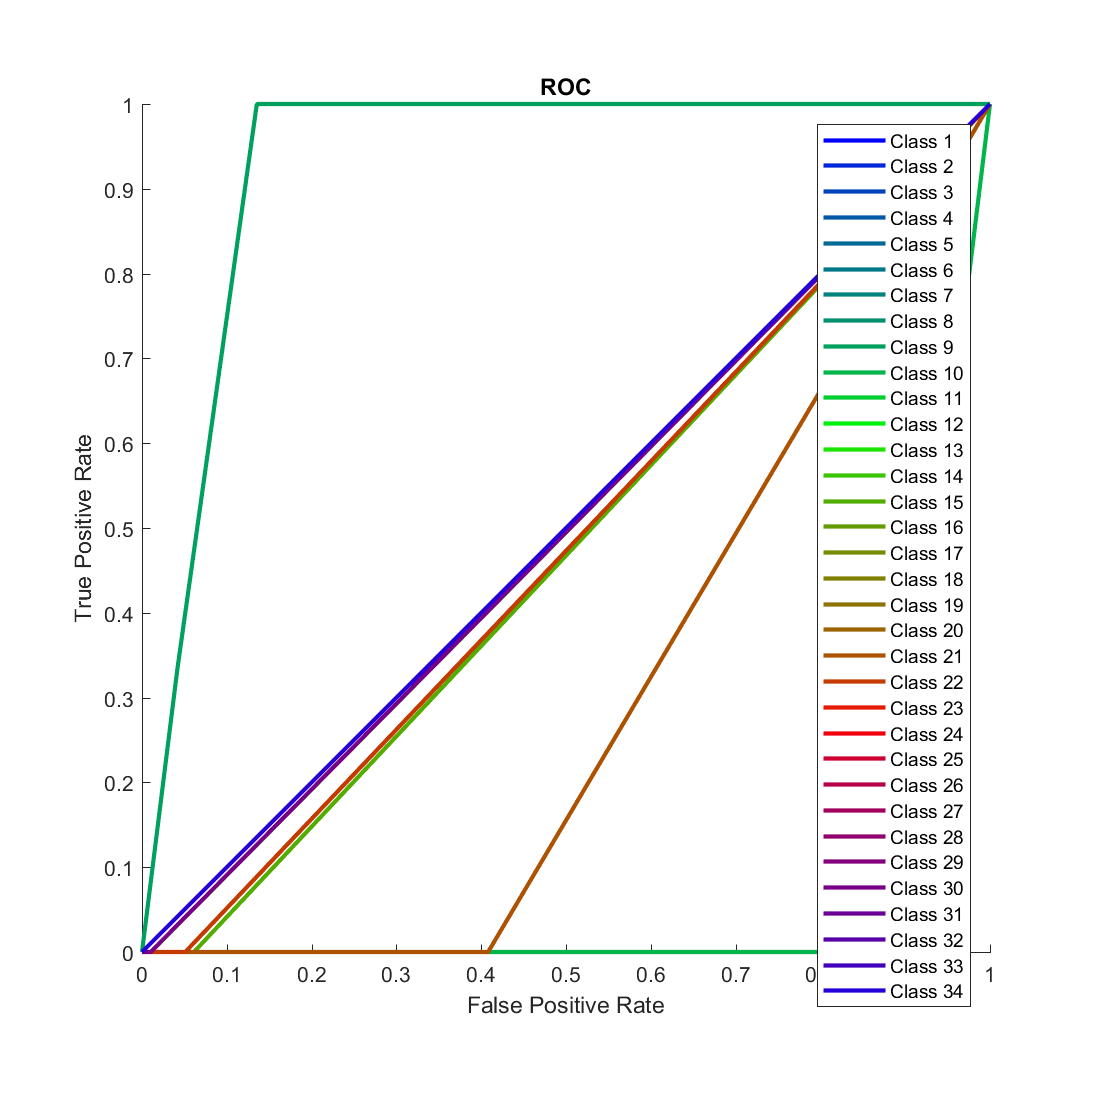 ROC
1
0.9
0.8
0.7
0.6
0.5
0.4
0.3
0.2
0.1
0
True Positive Rate
0 0.1 0.2 0.3 0.4 0.5 0.6 0.7 1
False Positive Rate
Class 1
Class 2
Class 3
Class 4
Class 5
Class 6
Class 7
Class 8
Class 9
Class 10
Class 11
Class 12
Class 13
Class 14
Class 15
Class 16
Class 17
Class 18
Class 19
Class 20
Class 21
Class 22
Class 23
Class 24
Class 25
Class 26
Class 27
Class 28
Class 29
Class 30
Class 31
Class 32
Class 33
Class 34